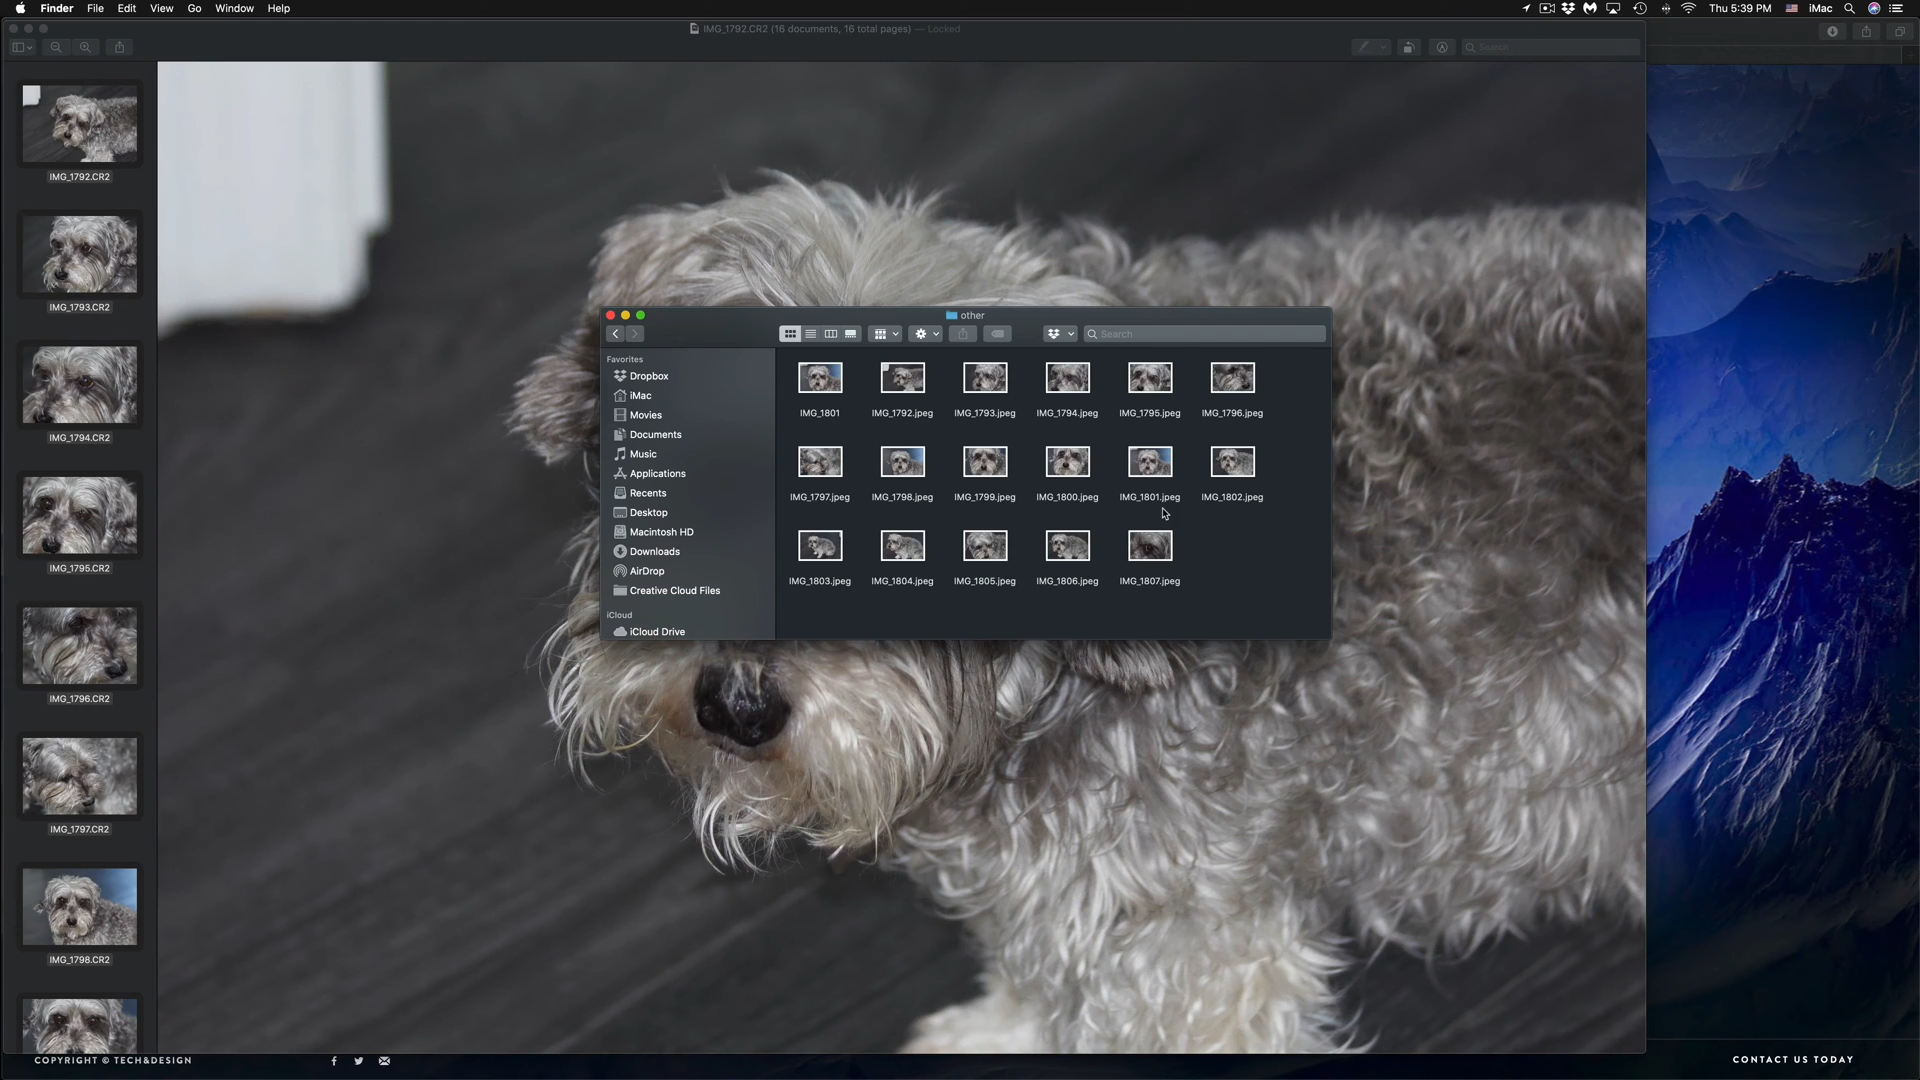 Finder File Edit View Go Window Help
Thu 5:39 PM iMac
IMG_1792.CR2 (16 documents, 16 total pages) — Locked
Search
IMG_1792.CR2
IMG_1793.CR2
IMG_1794.CR2
IMG_1795.CR2
IMG_1796.CR2
IMG_1797.CR2
IMG_1798.CR2
other
Search
Favorites
Dropbox
iMac
Movies
Documents
Music
Applications
Recents
Desktop
Macintosh HD
Downloads
AirDrop
Creative Cloud Files
iCloud
iCloud Drive
IMG_1801 IMG_1792.jpeg IMG_1793.jpeg IMG_1794.jpeg IMG_1795.jpeg IMG_1796.jpeg
IMG_1797.jpeg IMG_1798.jpeg IMG_1799.jpeg IMG_1800.jpeg IMG_1801.jpeg IMG_1802.jpeg
IMG_1803.jpeg IMG_1804.jpeg IMG_1805.jpeg IMG_1806.jpeg IMG_1807.jpeg
COPYRIGHT © TECH&DESIGN
CONTACT US TODAY